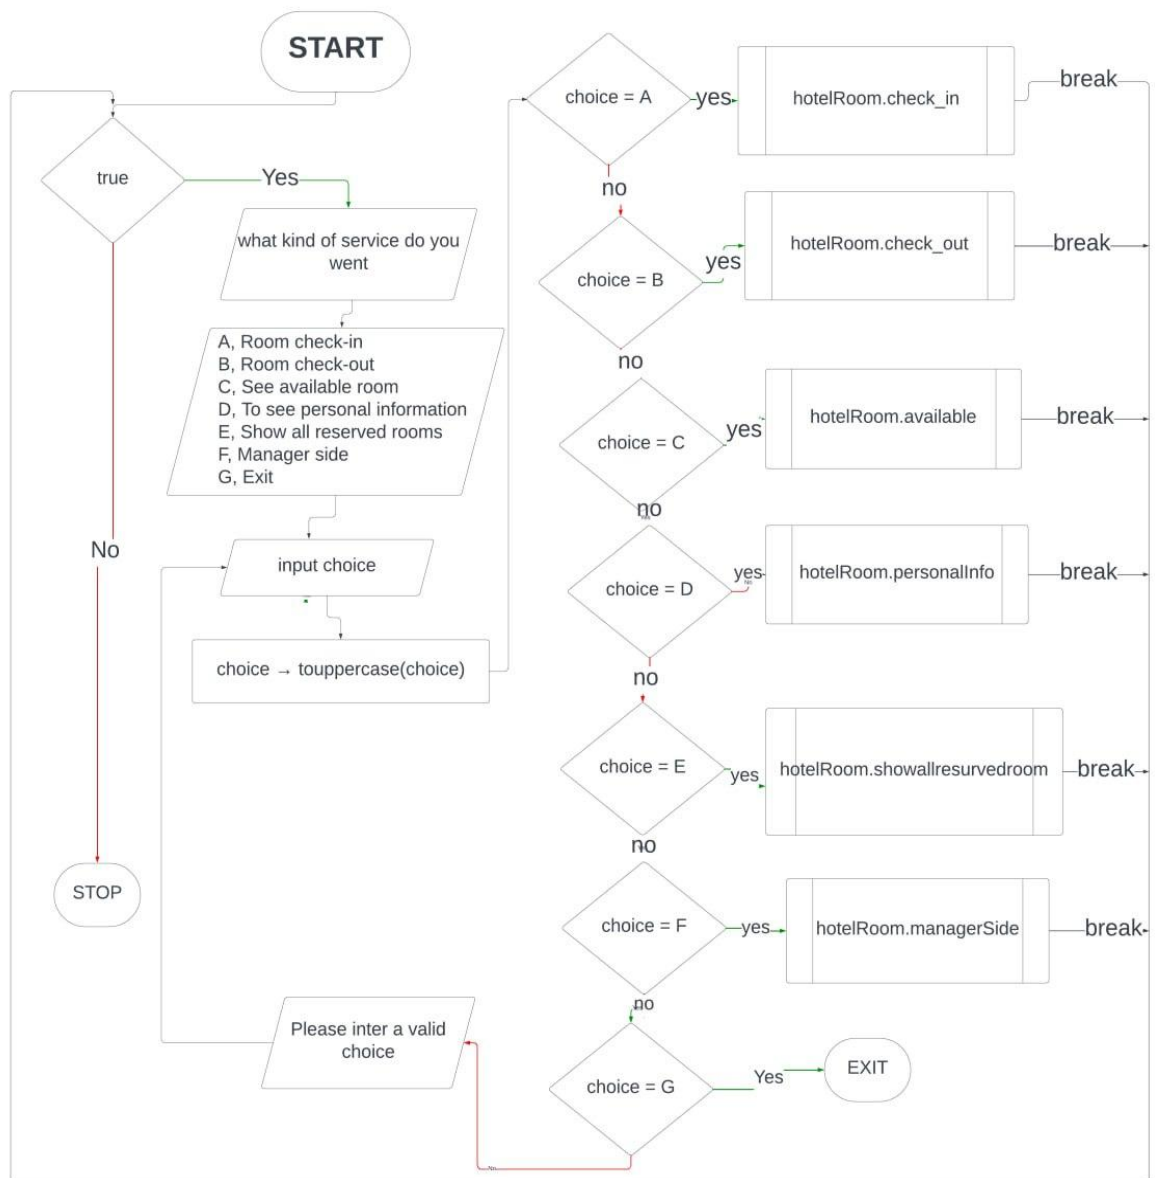 START
true
Yes
what kind of service do you
went
A, Room check-in
B, Room check-out
C, See available room
D, To see personal information
E, Show all reserved rooms
F, Manager side
G, Exit
No
input choice
choice → touppercase(choice)
STOP
Please inter a valid
choice
choice = A
yes
hotelRoom.check_in
break
no
choice = B
yes
hotelRoom.check_out
break
no
choice = C
yes
hotelRoom.available
break
no
choice = D
yes
No
hotelRoom.personalInfo
break
no
choice = E
yes
hotelRoom.showallresurvedroom
break
no
choice = F
yes
hotelRoom.managerSide
break
no
choice = G
Yes
EXIT
No